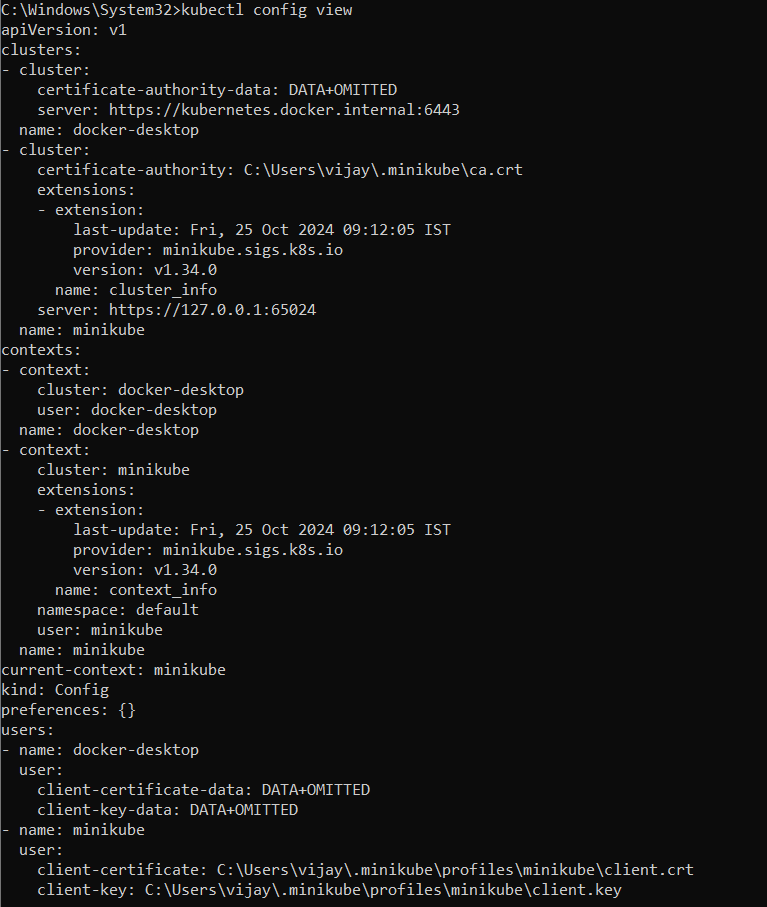 C:\Windows\System32>kubectl config view
apiVersion: v1
clusters:
- cluster:
    certificate-authority-data: DATA+OMITTED
    server: https://kubernetes.docker.internal:6443
  name: docker-desktop
- cluster:
    certificate-authority: C:\Users\vijay\.minikube\ca.crt
    extensions:
    - extension:
        last-update: Fri, 25 Oct 2024 09:12:05 IST
        provider: minikube.sigs.k8s.io
        version: v1.34.0
      name: cluster_info
    server: https://127.0.0.1:65024
  name: minikube
contexts:
- context:
    cluster: docker-desktop
    user: docker-desktop
  name: docker-desktop
- context:
    cluster: minikube
    extensions:
    - extension:
        last-update: Fri, 25 Oct 2024 09:12:05 IST
        provider: minikube.sigs.k8s.io
        version: v1.34.0
      name: context_info
    namespace: default
    user: minikube
  name: minikube
current-context: minikube
kind: Config
preferences: {}
users:
- name: docker-desktop
  user:
    client-certificate-data: DATA+OMITTED
    client-key-data: DATA+OMITTED
- name: minikube
  user:
    client-certificate: C:\Users\vijay\.minikube\profiles\minikube\client.crt
    client-key: C:\Users\vijay\.minikube\profiles\minikube\client.key